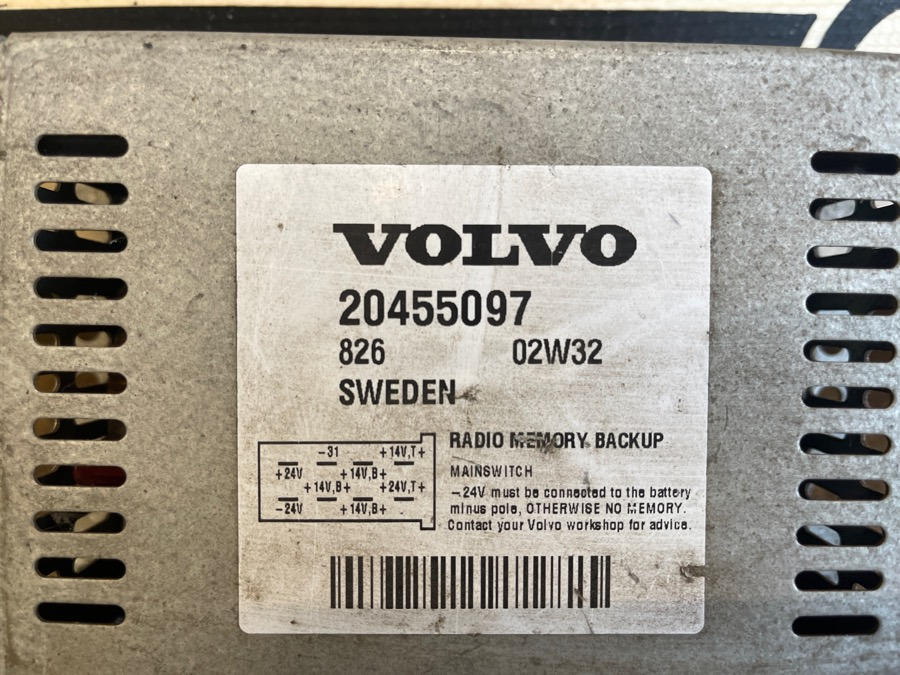 VOLVO
20455097
826 02W32
SWEDEN
RADIO MEMORY BACKUP
MAINSWITCH
-24V must be connected to the battery
minus pole, OTHERWISE NO MEMORY.
Contact your Volvo workshop for advice.
-31 +14V,T+
+24V +14V,B+
+14V,B+ +24V,T+
-24V +14V,B+